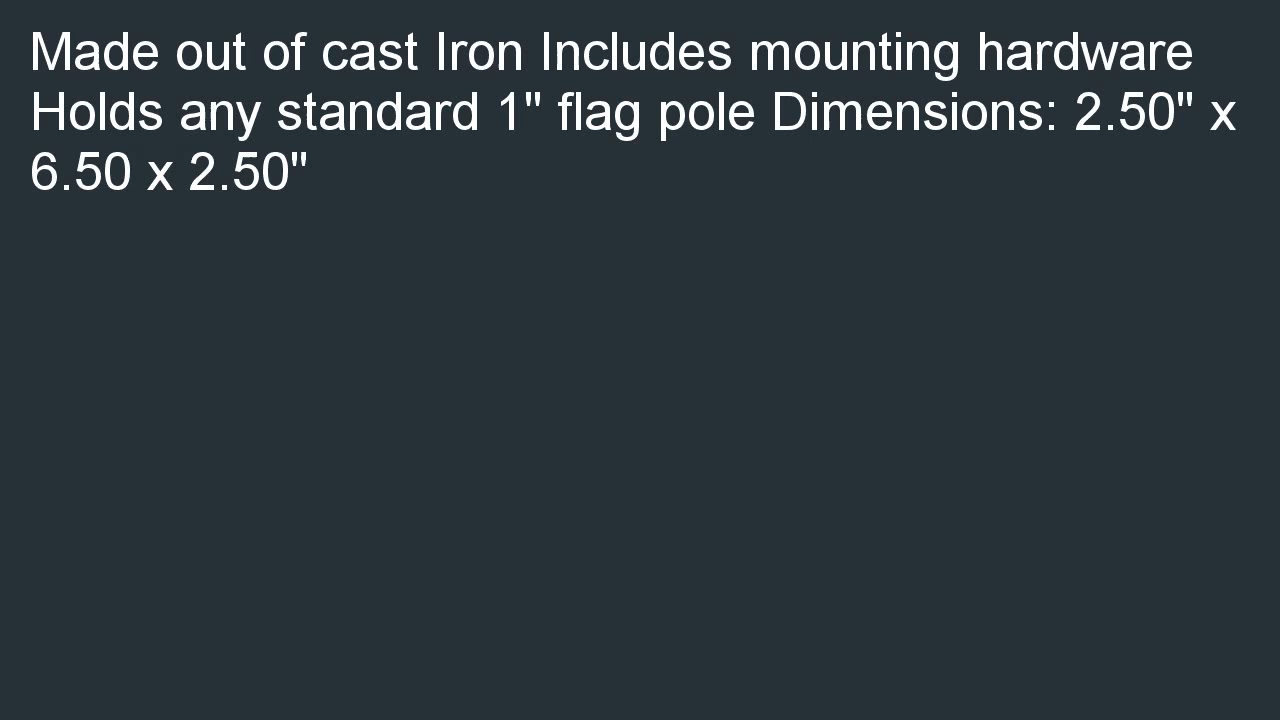 Made out of cast Iron Includes mounting hardware
Holds any standard 1" flag pole Dimensions: 2.50" x
6.50 x 2.50"